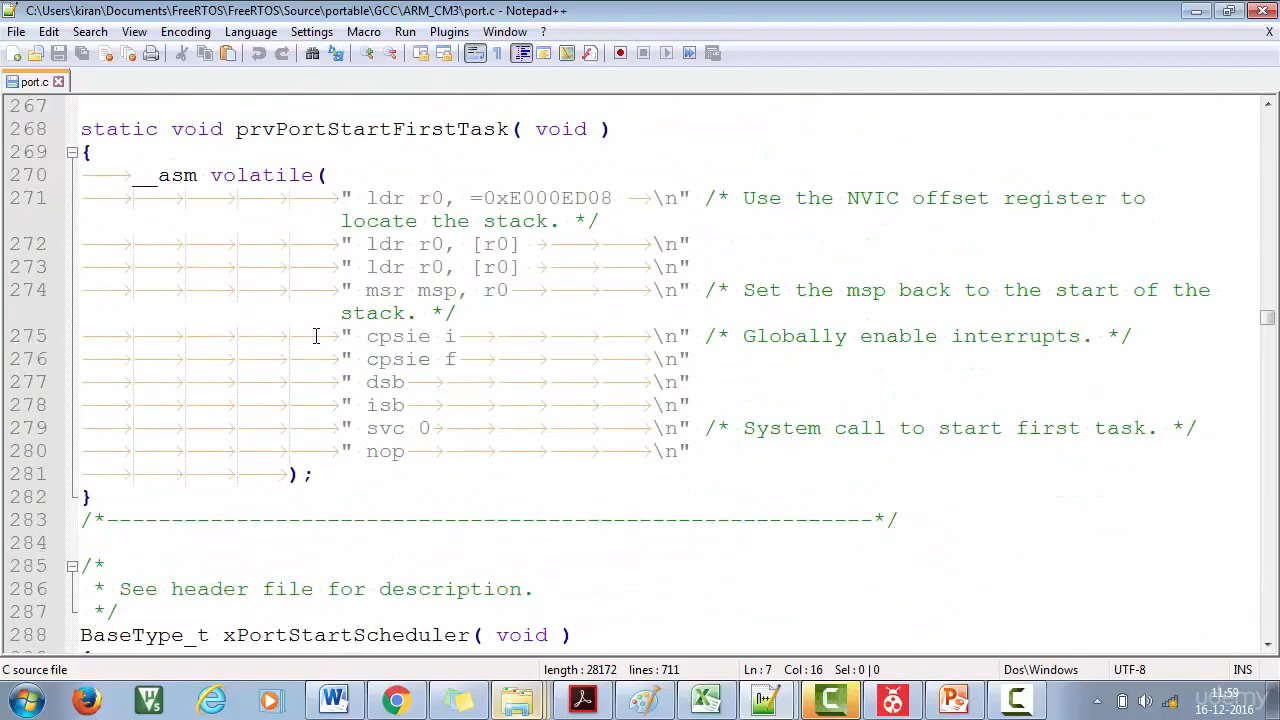 C:\Users\kiran\Documents\FreeRTOS\FreeRTOS\Source\portable\GCC\ARM_CM3\port.c - Notepad++
File Edit Search View Encoding Language Settings Macro Run Plugins Window ? X
port.c
267
268 static void prvPortStartFirstTask( void )
269 {
270 __asm volatile(
271 " ldr r0, =0xE000ED08 \n" /* Use the NVIC offset register to
locate the stack. */
272 " ldr r0, [r0] \n"
273 " ldr r0, [r0] \n"
274 " msr msp, r0 \n" /* Set the msp back to the start of the
stack. */
275 " cpsie i \n" /* Globally enable interrupts. */
276 " cpsie f \n"
277 " dsb \n"
278 " isb \n"
279 " svc 0 \n" /* System call to start first task. */
280 " nop \n"
281 );
282 }
283 /*-----------------------------------------------------------*/
284
285 /*
286 * See header file for description.
287 */
288 BaseType_t xPortStartScheduler( void )
C source file length : 28172 lines : 711 Ln : 7 Col : 16 Sel : 0 | 0 Dos\Windows UTF-8 INS
11:59
16-12-2016
udemy